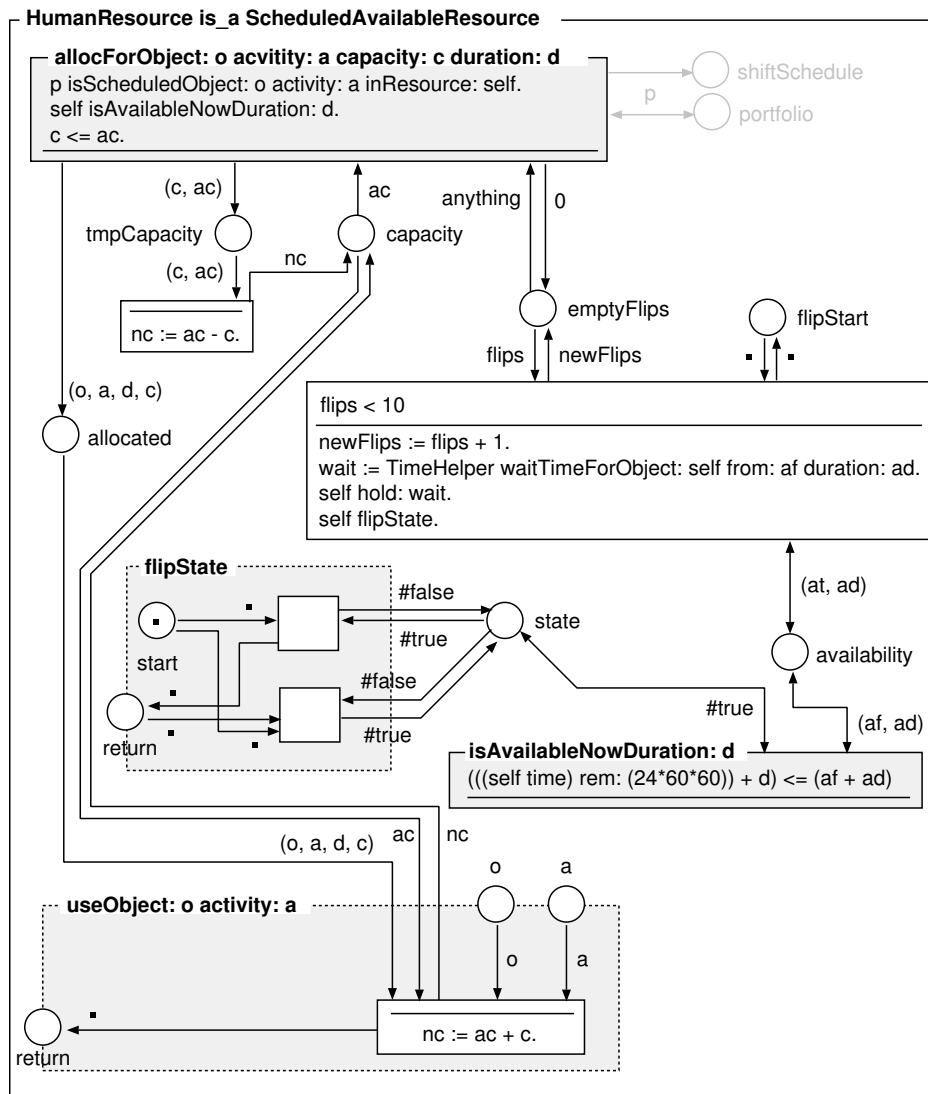 HumanResource is_a ScheduledAvailableResource
allocForObject: o acvitity: a capacity: c duration: d
p isScheduledObject: o activity: a inResource: self.
self isAvailableNowDuration: d.
c <= ac.
shiftSchedule
p
portfolio
(c, ac)
ac
anything
0
tmpCapacity
capacity
(c, ac)
nc
emptyFlips
flipStart
nc := ac - c.
flips
newFlips
(o, a, d, c)
flips < 10
allocated
newFlips := flips + 1.
wait := TimeHelper waitTimeForObject: self from: af duration: ad.
self hold: wait.
self flipState.
flipState
#false
(at, ad)
state
#true
start
availability
#false
#true
#true
(af, ad)
return
isAvailableNowDuration: d
(((self time) rem: (24*60*60)) + d) <= (af + ad)
(o, a, d, c)
ac
nc
o
a
useObject: o activity: a
o
a
nc := ac + c.
return